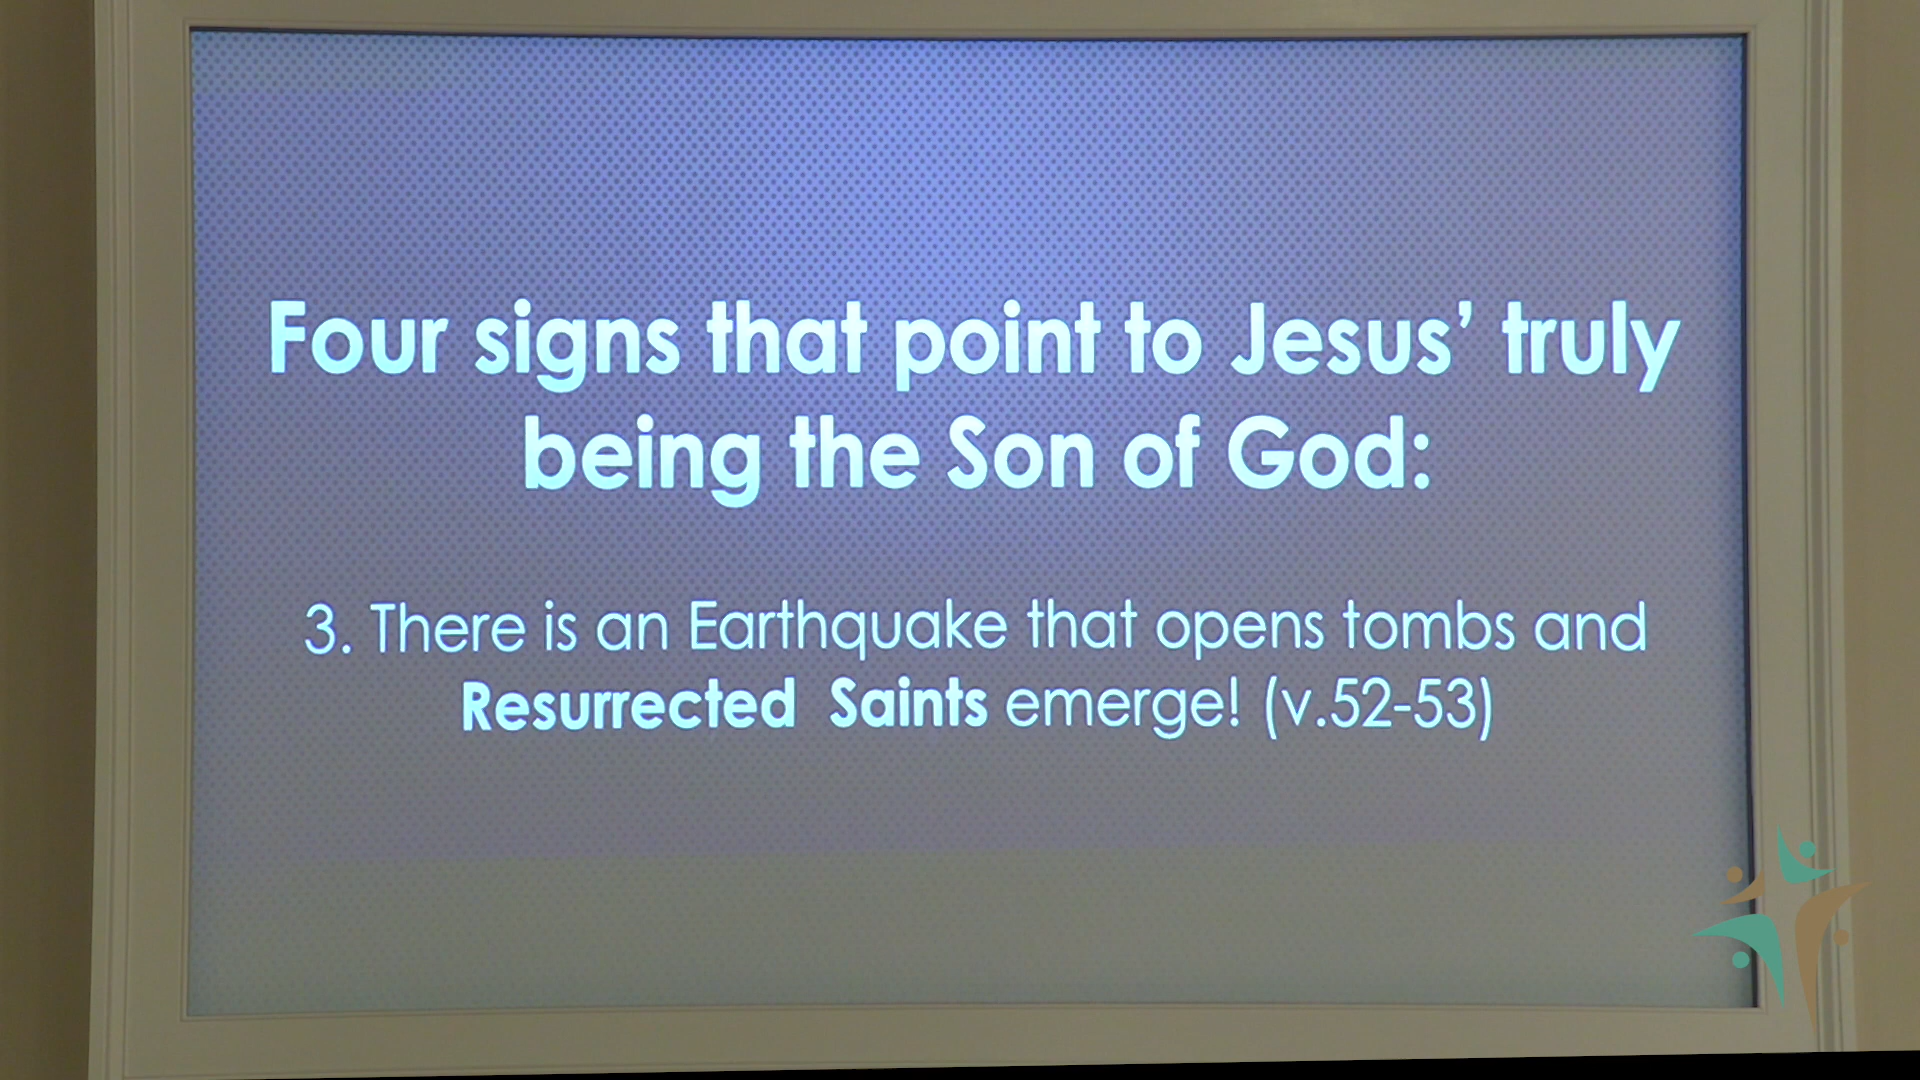 Four signs that point to Jesus’ truly
being the Son of God:
3. There is an Earthquake that opens tombs and
Resurrected Saints emerge! (v.52-53)